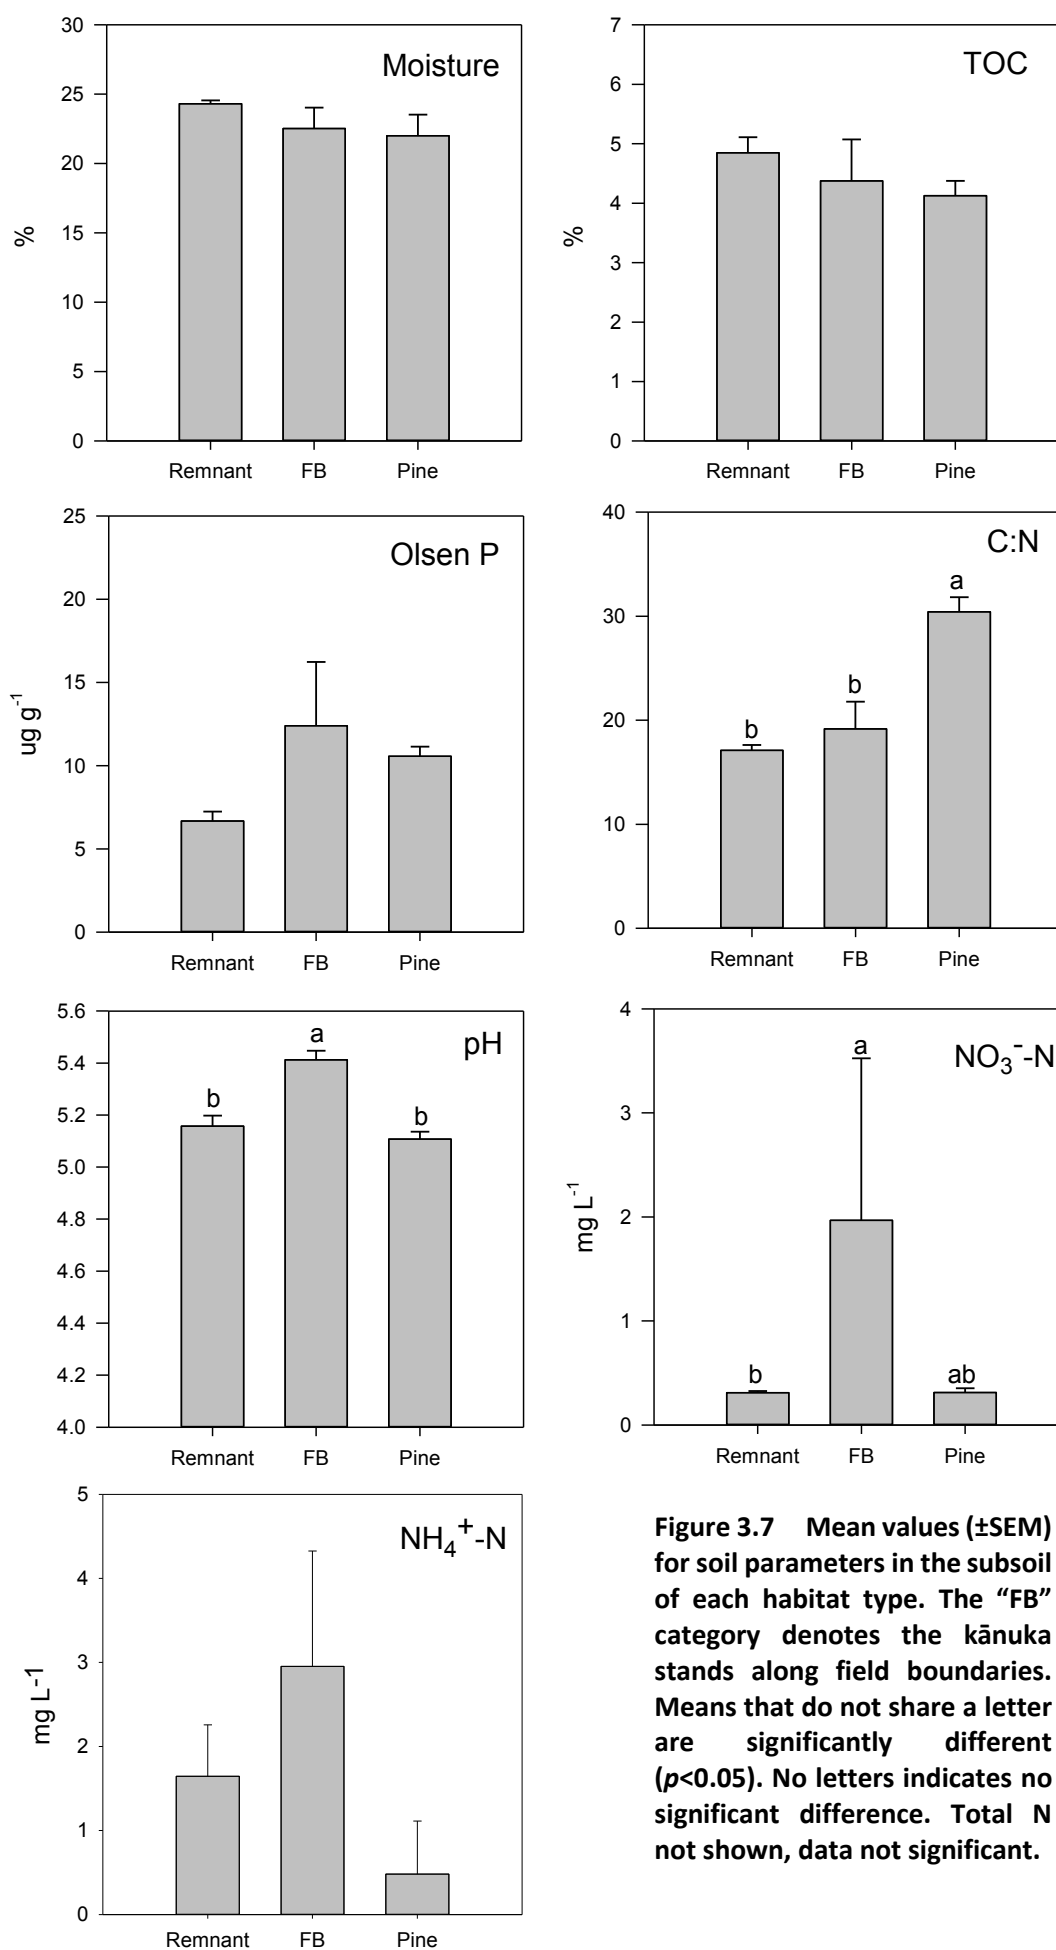 Moisture
30
25
20
15
10
5
0
%
Remnant FB Pine
TOC
7
6
5
4
3
2
1
0
%
Remnant FB Pine
Olsen P
25
20
15
10
5
0
ug g⁻¹
Remnant FB Pine
C:N
40
30
20
10
0
b b a
Remnant FB Pine
pH
5.6
5.4
5.2
5.0
4.8
4.6
4.4
4.2
4.0
b a b
Remnant FB Pine
NO₃⁻-N
4
3
2
1
0
mg L⁻¹
b a ab
Remnant FB Pine
NH₄⁺-N
5
4
3
2
1
0
mg L⁻¹
Remnant FB Pine
Figure 3.7 Mean values (±SEM)
for soil parameters in the subsoil
of each habitat type. The “FB”
category denotes the kānuka
stands along field boundaries.
Means that do not share a letter
are significantly different
(p<0.05). No letters indicates no
significant difference. Total N
not shown, data not significant.